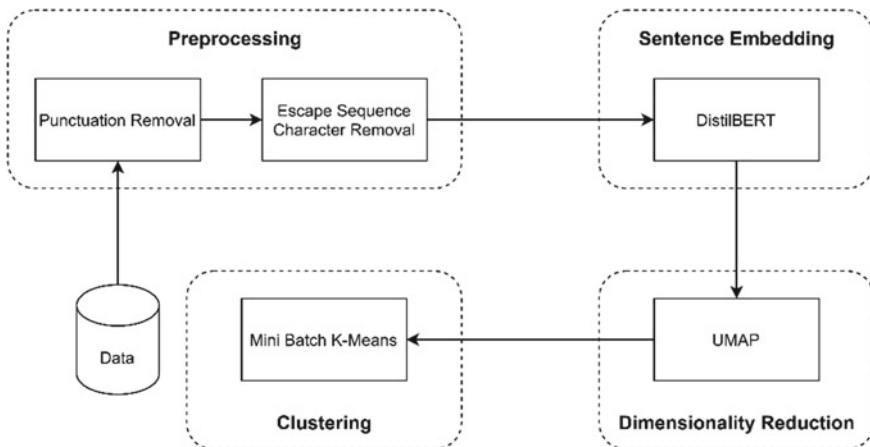 Preprocessing
Punctuation Removal
Escape Sequence
Character Removal
Sentence Embedding
DistilBERT
Data
Mini Batch K-Means
Clustering
UMAP
Dimensionality Reduction